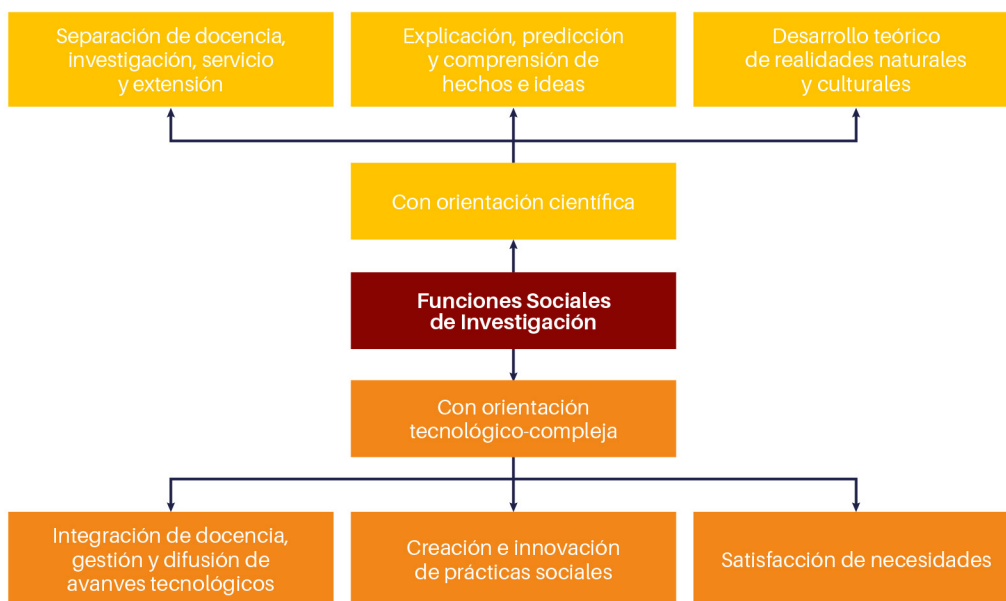 Separación de docencia,
investigación, servicio
y extensión
Explicación, predicción
y comprensión de
hechos e ideas
Desarrollo teórico
de realidades naturales
y culturales
Con orientación científica
Funciones Sociales
de Investigación
Con orientación
tecnológico-compleja
Integración de docencia,
gestión y difusión de
avanves tecnológicos
Creación e innovación
de prácticas sociales
Satisfacción de necesidades